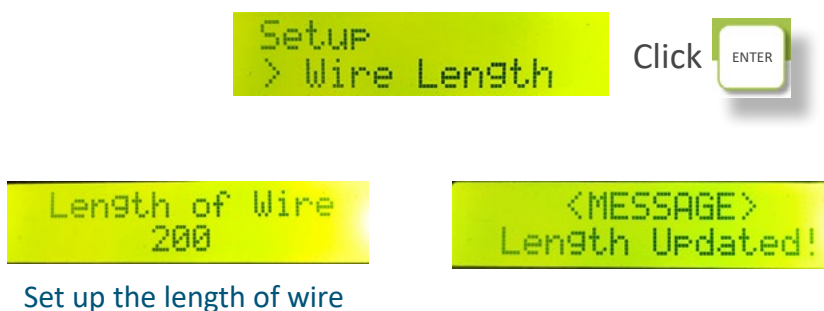 Setup
> Wire Length
Click ENTER
Length of Wire
200
<MESSAGE>
Length Updated!
Set up the length of wire